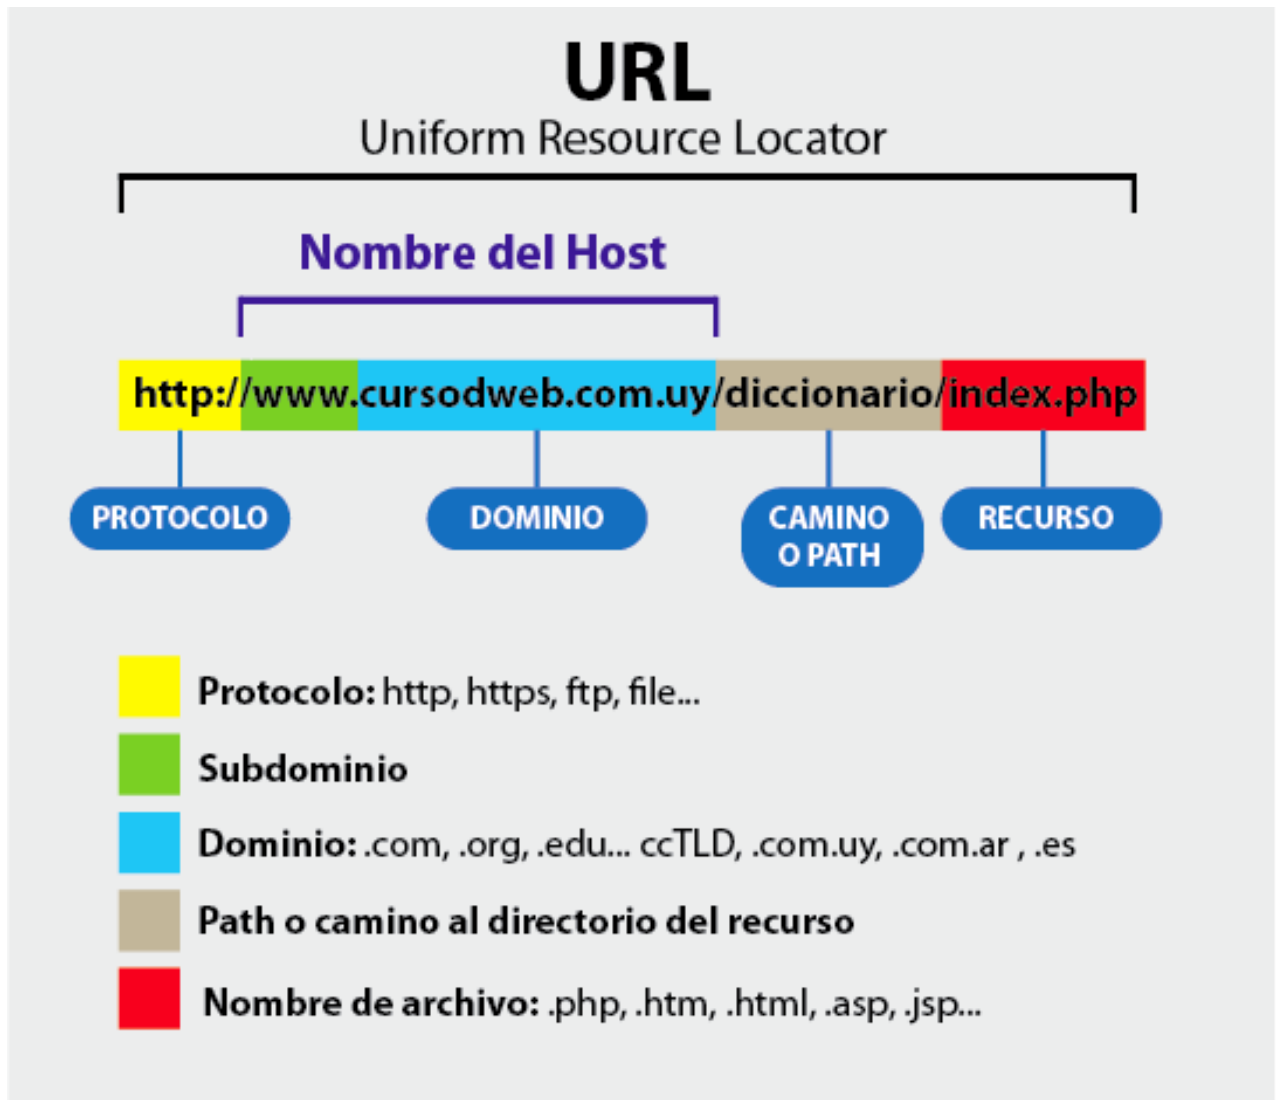 URL
Uniform Resource Locator
Nombre del Host
http://www.cursodweb.com.uy/diccionario/index.php
PROTOCOLO
DOMINIO
CAMINO
O PATH
RECURSO
Protocolo: http, https, ftp, file...
Subdominio
Dominio: .com, .org, .edu... ccTLD, .com.uy, .com.ar , .es
Path o camino al directorio del recurso
Nombre de archivo: .php, .htm, .html, .asp, .jsp...